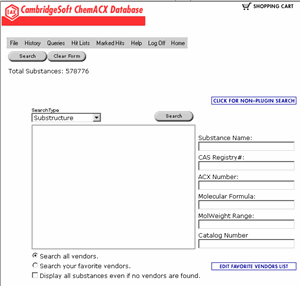 CambridgeSoft ChemACX Database
SHOPPING CART
File History Queries Hit Lists Marked Hits Help Log Off Home
Search Clear Form
Total Substances: 578776
CLICK FOR NON-PLUGIN SEARCH
SearchType
Substructure
Search
Substance Name:
CAS Registry#:
ACX Number:
Molecular Formula:
MolWeight Range:
Catalog Number
Search all vendors.
Search your favorite vendors.
EDIT FAVORITE VENDORS LIST
Display all substances even if no vendors are found.